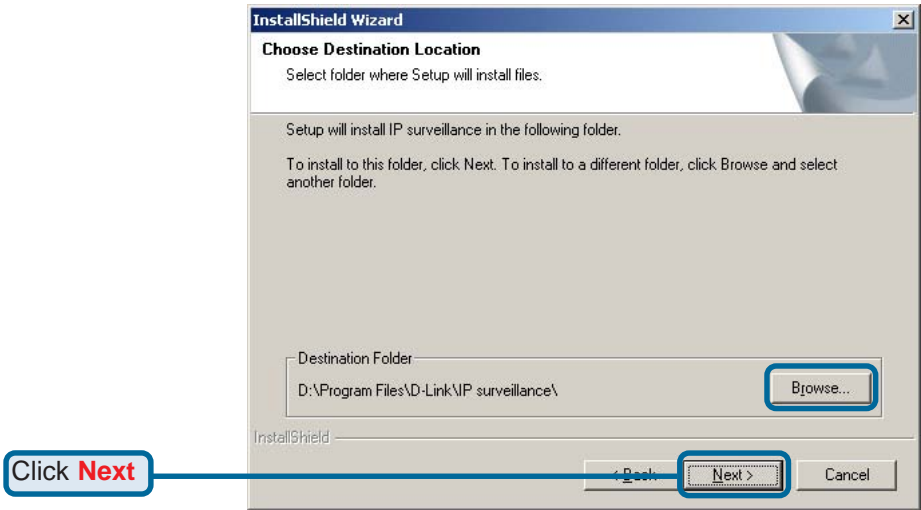 InstallShield Wizard
Choose Destination Location
Select folder where Setup will install files.
Setup will install IP surveillance in the following folder.
To install to this folder, click Next. To install to a different folder, click Browse and select
another folder.
Destination Folder
D:\Program Files\D-Link\IP surveillance\
Browse...
InstallShield
Click Next
< Back
Next >
Cancel